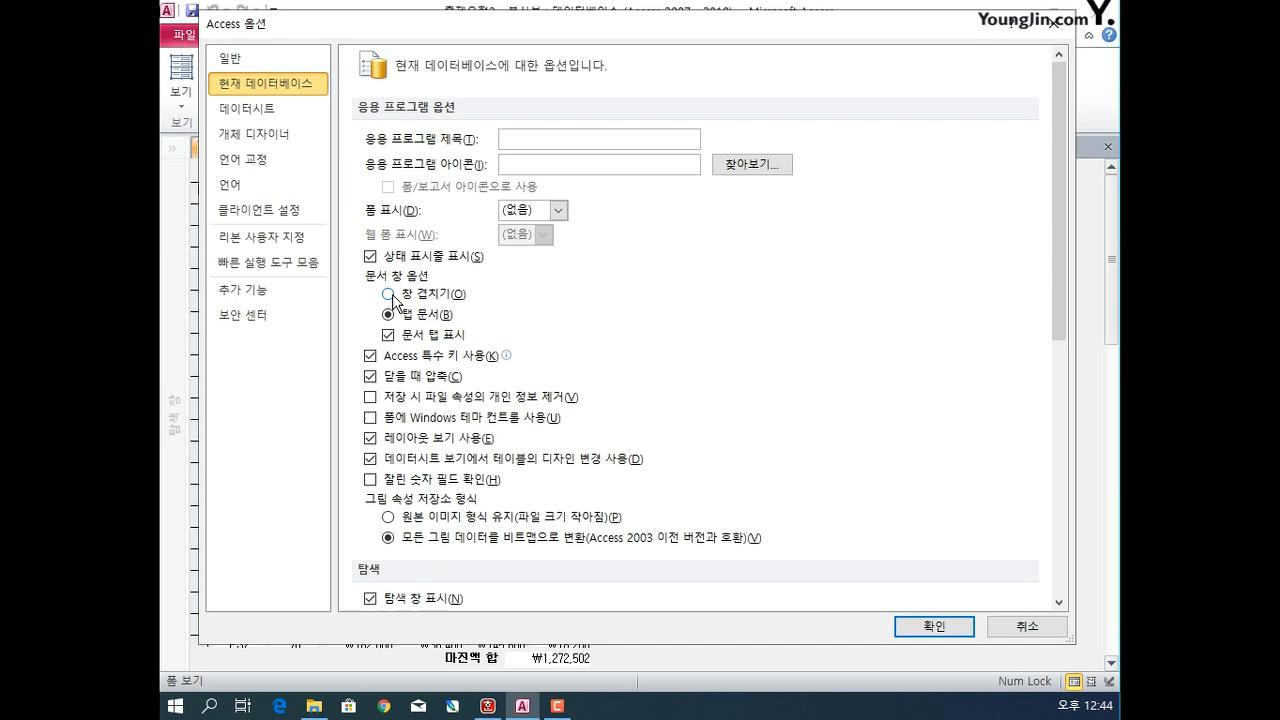 Younglin.com Y.
Access 옵션
파일
보기
보기
일반
현재 데이터베이스
데이터시트
개체 디자이너
언어 교정
언어
클라이언트 설정
리본 사용자 지정
빠른 실행 도구 모음
추가 기능
보안 센터
현재 데이터베이스에 대한 옵션입니다.
응용 프로그램 옵션
응용 프로그램 제목(T):
응용 프로그램 아이콘(I):
찾아보기...
폼/보고서 아이콘으로 사용
폼 표시(D): (없음)
웹 폼 표시(W): (없음)
상태 표시줄 표시(S)
문서 창 옵션
창 겹치기(O)
탭 문서(B)
문서 탭 표시
Access 특수 키 사용(K)
닫을 때 압축(C)
저장 시 파일 속성의 개인 정보 제거(V)
폼에 Windows 테마 컨트롤 사용(U)
레이아웃 보기 사용(E)
데이터시트 보기에서 테이블의 디자인 변경 사용(D)
잘린 숫자 필드 확인(H)
그림 속성 저장소 형식
원본 이미지 형식 유지(파일 크기 작아짐)(P)
모든 그림 데이터를 비트맵으로 변환(Access 2003 이전 버전과 호환)(V)
탐색
탐색 창 표시(N)
확인
취소
탐색 창
마진액 합 ₩1,272,502
폼 보기
Num Lock
오후 12:44